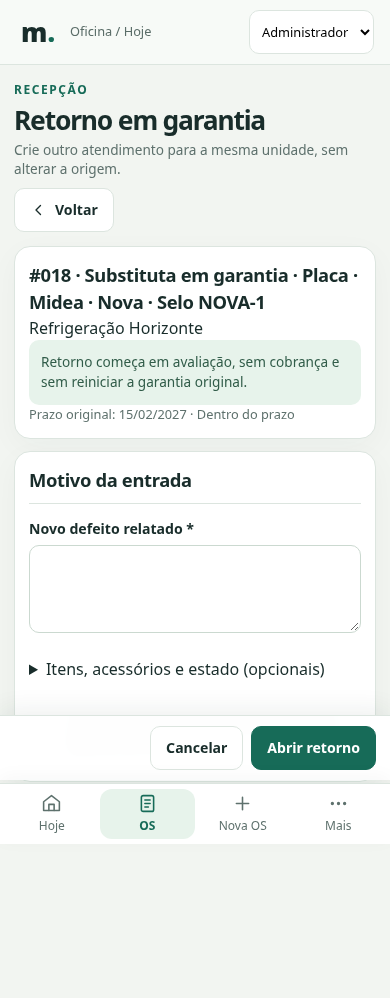 m. Oficina / Hoje Administrador
RECEPÇÃO
Retorno em garantia
Crie outro atendimento para a mesma unidade, sem
alterar a origem.
Voltar
#018 · Substituta em garantia · Placa ·
Midea · Nova · Selo NOVA-1
Refrigeração Horizonte
Retorno começa em avaliação, sem cobrança e
sem reiniciar a garantia original.
Prazo original: 15/02/2027 · Dentro do prazo
Motivo da entrada
Novo defeito relatado *
Itens, acessórios e estado (opcionais)
Cancelar Abrir retorno
Hoje OS Nova OS Mais